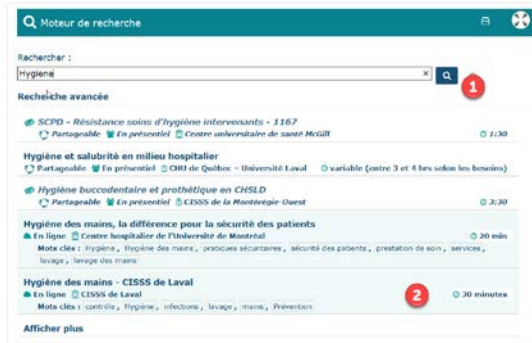 Moteur de recherche
Rechercher :
Hygiene ×
1
Recherche avancée
SCPD - Résistance soins d'hygiène intervenants - 1167
Partageable En présentiel Centre universitaire de santé McGill 1:30
Hygiène et salubrité en milieu hospitalier
Partageable En présentiel CHU de Québec - Université Laval variable (entre 3 et 4 hrs selon les besoins)
Hygiène buccodentaire et prothétique en CHSLD
Partageable En présentiel CISSS de la Montérégie-Ouest 3:30
Hygiène des mains, la différence pour la sécurité des patients
En ligne Centre hospitalier de l'Université de Montréal 20 min
Mots clés : Hygiène, Hygiène des mains, pratiques sécuritaires, sécurité des patients, prestation de soin, services,
lavage, lavage des mains
Hygiène des mains - CISSS de Laval
En ligne CISSS de Laval 2 30 minutes
Mots clés : contrôle, Hygiène, infections, lavage, mains, Prévention
Afficher plus